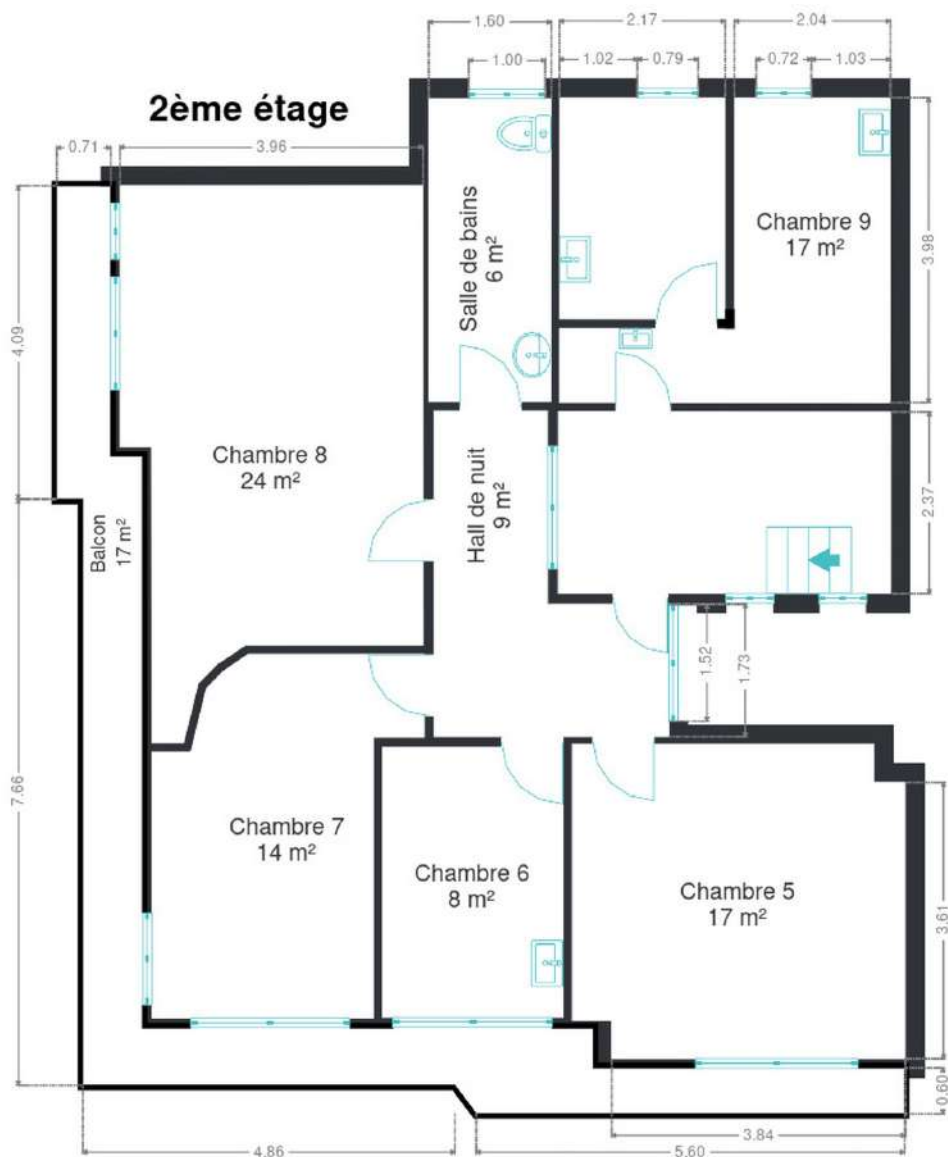 1.60
2.17
2.04
1.00
1.02
0.79
0.72
1.03
2ème étage
0.71
3.96
Salle de bains
6 m²
Chambre 9
17 m²
3.98
4.09
Chambre 8
24 m²
Hall de nuit
9 m²
2.37
Balcon
17 m²
1.52
1.73
7.66
Chambre 7
14 m²
Chambre 6
8 m²
Chambre 5
17 m²
3.61
0.60
3.84
4.86
5.60